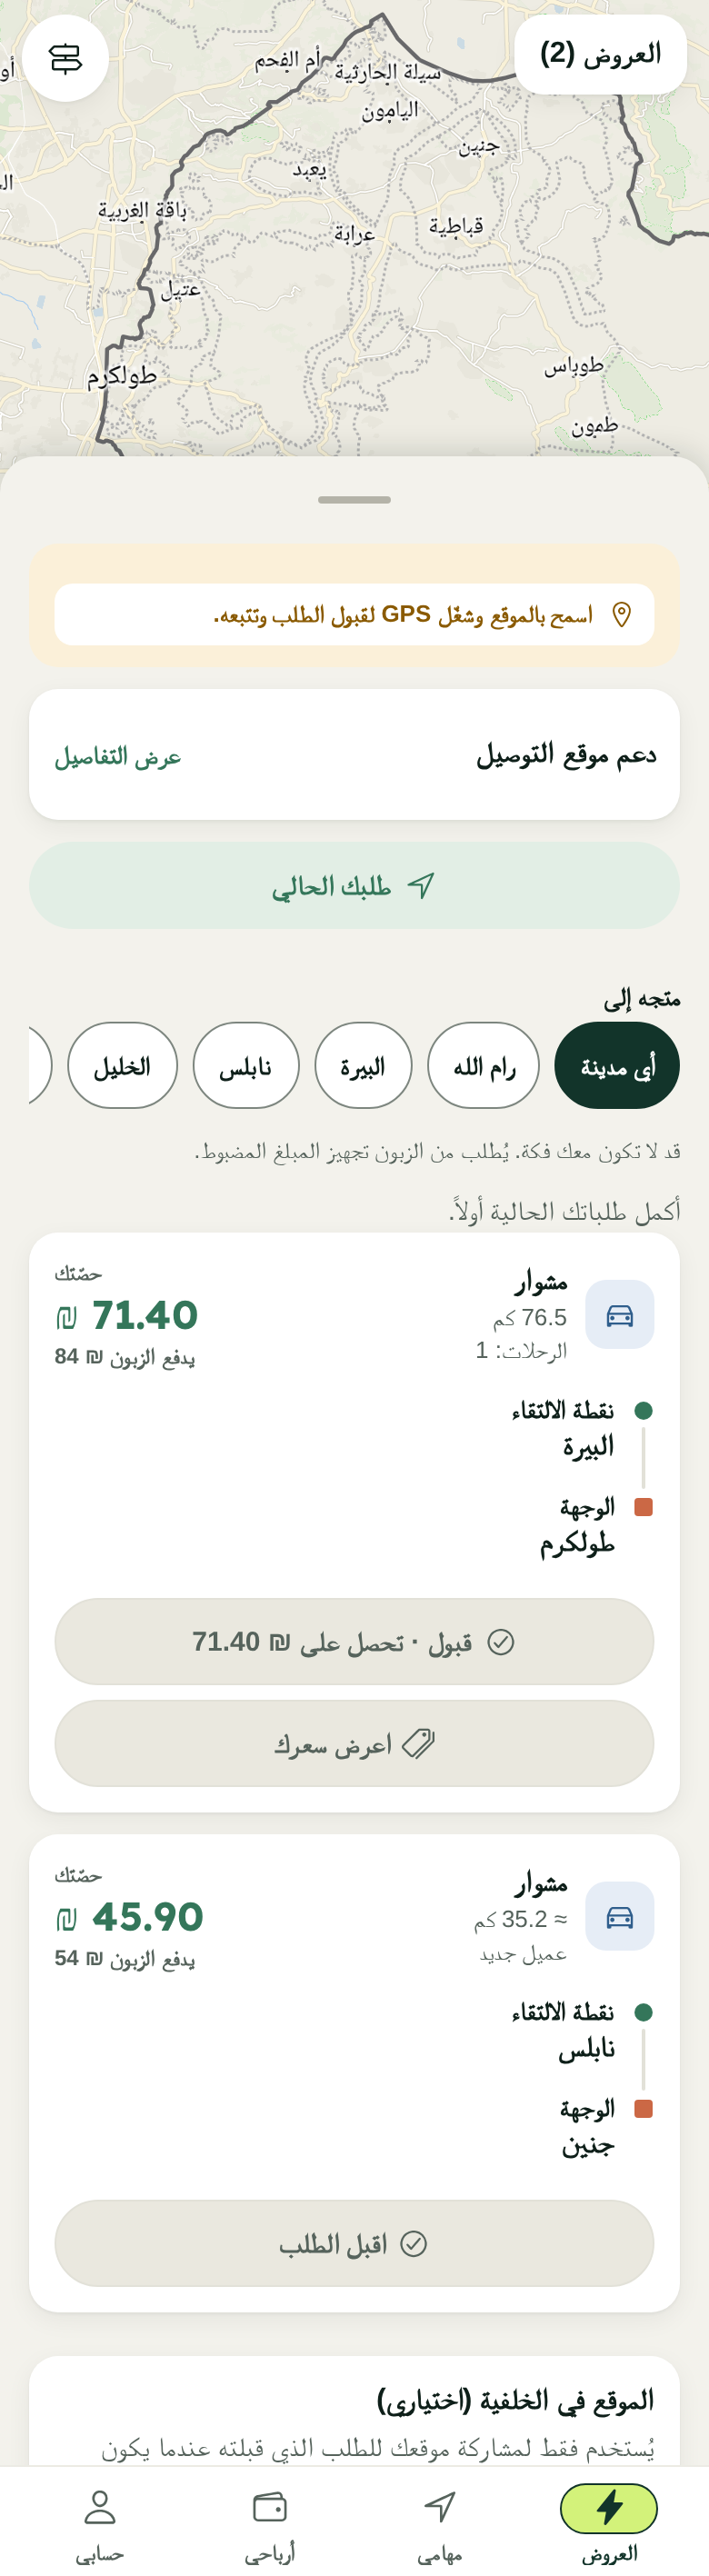 العروض (2)
أم الفحم
سيلة الحارثية
اليامون
جنين
يعبد
باقة الغربية
عرابة
قباطية
عتيل
طولكرم
طوباس
طمون
اسمح بالموقع وشغّل GPS لقبول الطلب وتتبعه.
دعم موقع التوصيل
عرض التفاصيل
طلبك الحالي
متجه إلى
أي مدينة
رام الله
البيرة
نابلس
الخليل
قد لا تكون معك فكة. يُطلب من الزبون تجهيز المبلغ المضبوط.
أكمل طلباتك الحالية أولاً.
مشوار
76.5 كم
الرحلات: 1
حصّتك
71.40 ₪
يدفع الزبون ₪ 84
نقطة الالتقاء
البيرة
الوجهة
طولكرم
قبول · تحصل على ₪ 71.40
اعرض سعرك
مشوار
≈ 35.2 كم
عميل جديد
حصّتك
45.90 ₪
يدفع الزبون ₪ 54
نقطة الالتقاء
نابلس
الوجهة
جنين
اقبل الطلب
الموقع في الخلفية (اختياري)
يُستخدم فقط لمشاركة موقعك للطلب الذي قبلته عندما يكون
العروض
مهامي
أرباحي
حسابي